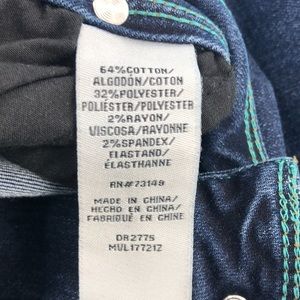 64%COTTON/
ALGODÓN/COTON
32%POLYESTER/
POLIÉSTER/POLYESTER
2%RAYON/
VISCOSA/RAYONNE
2%SPANDEX/
ELASTANO/
ÉLASTHANNE
RN#73149
MADE IN CHINA/
HECHO EN CHINA/
FABRIQUÉ EN CHINE
DR2775
MVL177212